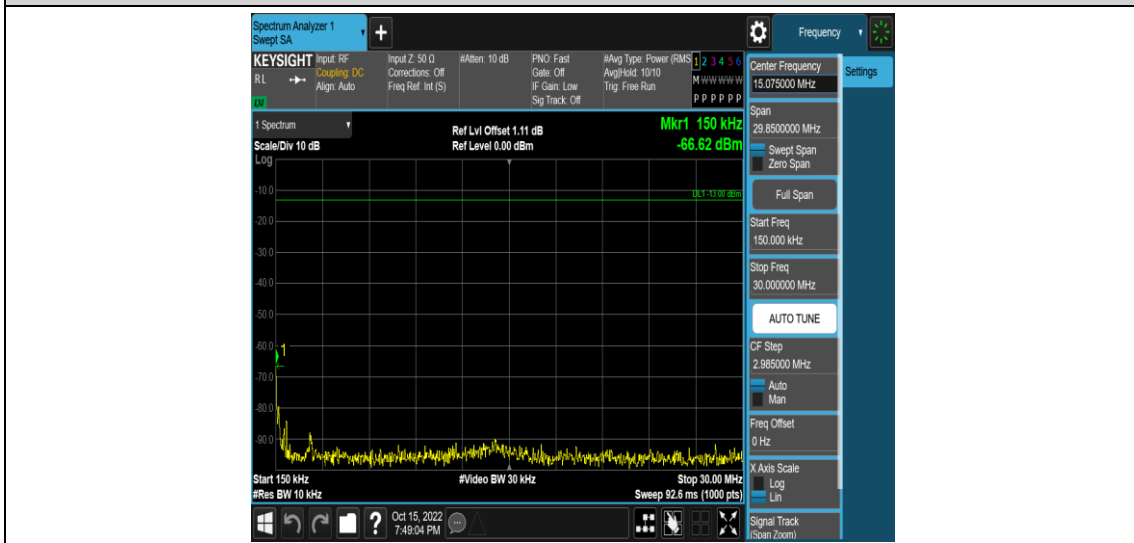 Spectrum Analyzer 1
Swept SA
Frequency
KEYSIGHT
RL
Input: RF
Coupling: DC
Align: Auto
Input Z: 50 Ω
Corrections: Off
Freq Ref: Int (S)
#Atten: 10 dB
PNO: Fast
Gate: Off
IF Gain: Low
Sig Track: Off
#Avg Type: Power (RMS
Avg|Hold: 10/10
Trig: Free Run
1 2 3 4 5 6
M W W W W W
P P P P P P
1 Spectrum
Scale/Div 10 dB
Log
Ref Lvl Offset 1.11 dB
Ref Level 0.00 dBm
Mkr1 150 kHz
-66.62 dBm
DL1 -13.00 dBm
-10.0
-20.0
-30.0
-40.0
-50.0
-60.0
1
-70.0
-80.0
-90.0
Start 150 kHz
#Res BW 10 kHz
#Video BW 30 kHz
Stop 30.00 MHz
Sweep 92.6 ms (1000 pts)
Center Frequency
15.075000 MHz
Settings
Span
29.8500000 MHz
Swept Span
Zero Span
Full Span
Start Freq
150.000 kHz
Stop Freq
30.000000 MHz
AUTO TUNE
CF Step
2.985000 MHz
Auto
Man
Freq Offset
0 Hz
X Axis Scale
Log
Lin
Signal Track
(Span Zoom)
?
Oct 15, 2022
7:49:04 PM